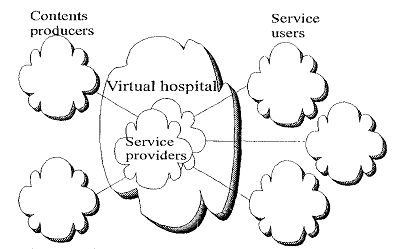 Contents
producers
Service
users
Virtual hospital
Service
providers